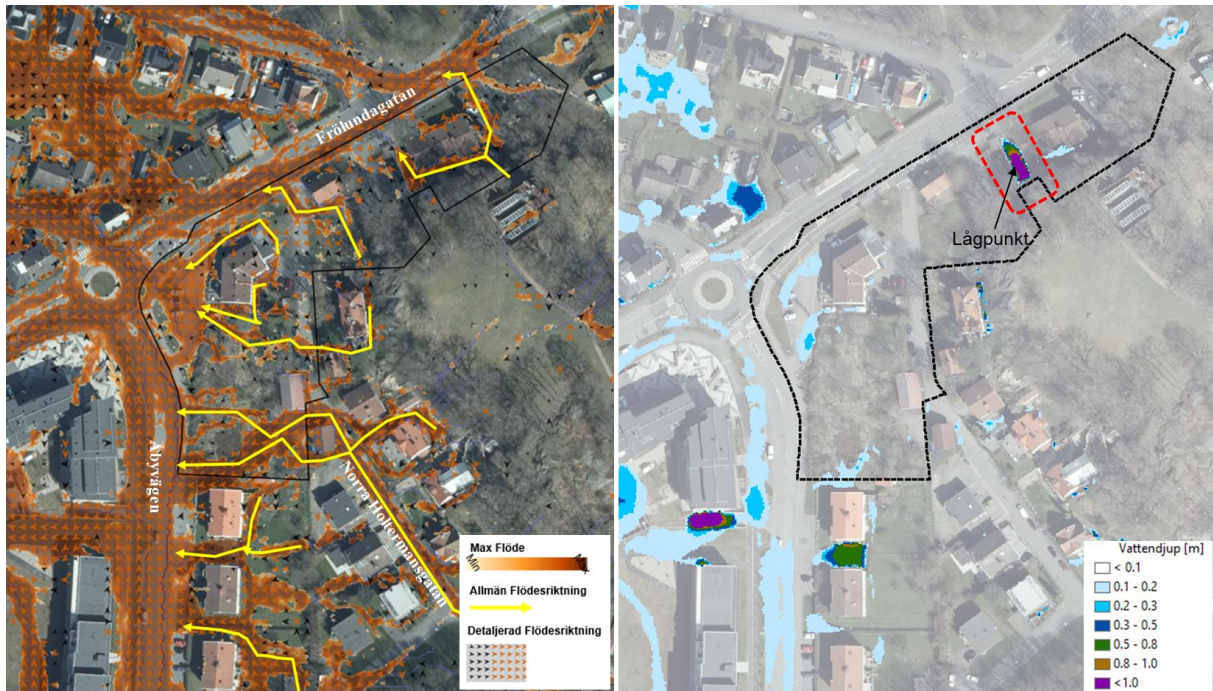 Frölundagatan
Åbyvägen
Norra Holtermansgatan
Max Flöde
Min
Max
Allmän Flödesriktning
Detaljerad Flödesriktning
Lågpunkt
Vattendjup [m]
< 0.1
0.1 - 0.2
0.2 - 0.3
0.3 - 0.5
0.5 - 0.8
0.8 - 1.0
<1.0